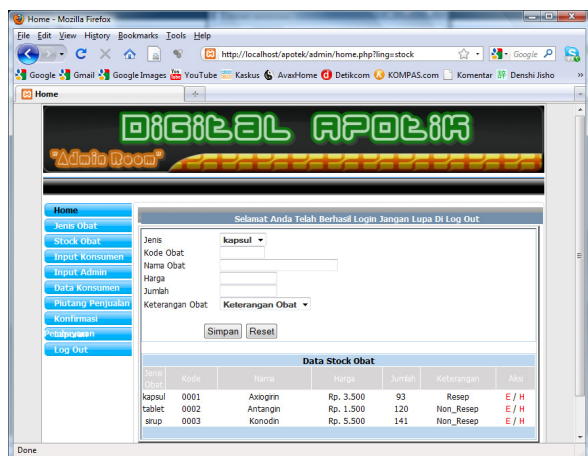 Home - Mozilla Firefox
File Edit View History Bookmarks Tools Help
http://localhost/apotek/admin/home.php?ling=stock
Google
Google Gmail Google Images YouTube Kaskus AvaxHome Detikcom KOMPAS.com Komentar Denshi Jisho »
Home
DiGiTAL APOTiK
"Admin Room"
Home
Jenis Obat
Stock Obat
Input Konsumen
Input Admin
Data Konsumen
Piutang Penjualan
Konfirmasi
Log Out
Selamat Anda Telah Berhasil Login Jangan Lupa Di Log Out
Jenis kapsul
Kode Obat
Nama Obat
Harga
Jumlah
Keterangan Obat Keterangan Obat
Simpan Reset
Data Stock Obat
Jenis Obat Kode Nama Harga Jumlah Keterangan Aksi
kapsul 0001 Axiogirin Rp. 3.500 93 Resep E / H
tablet 0002 Antangin Rp. 1.500 120 Non_Resep E / H
sirup 0003 Konodin Rp. 5.500 141 Non_Resep E / H
Done